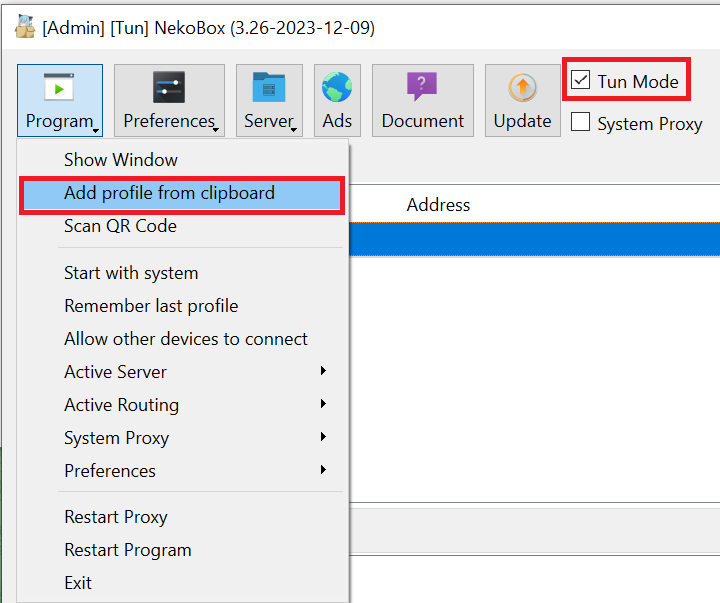 [Admin] [Tun] NekoBox (3.26-2023-12-09)
Program Preferences Server Ads Document Update
Tun Mode
System Proxy
Show Window
Add profile from clipboard
Address
Scan QR Code
Start with system
Remember last profile
Allow other devices to connect
Active Server
Active Routing
System Proxy
Preferences
Restart Proxy
Restart Program
Exit